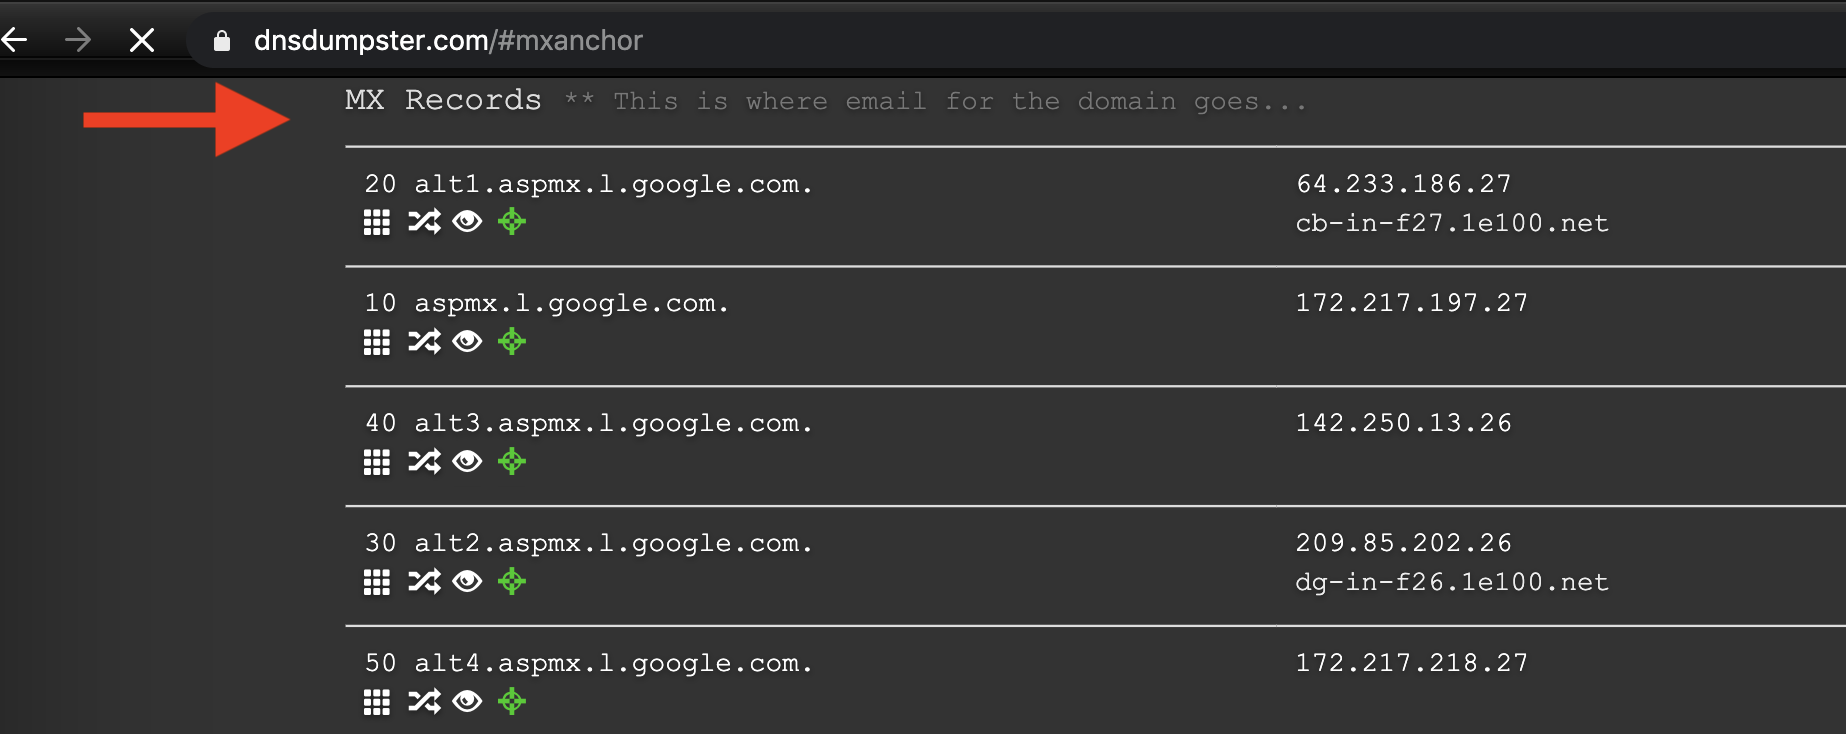 dnsdumpster.com/#mxanchor
MX Records ** This is where email for the domain goes...
20 alt1.aspmx.l.google.com. 64.233.186.27
cb-in-f27.1e100.net
10 aspmx.l.google.com. 172.217.197.27
40 alt3.aspmx.l.google.com. 142.250.13.26
30 alt2.aspmx.l.google.com. 209.85.202.26
dg-in-f26.1e100.net
50 alt4.aspmx.l.google.com. 172.217.218.27